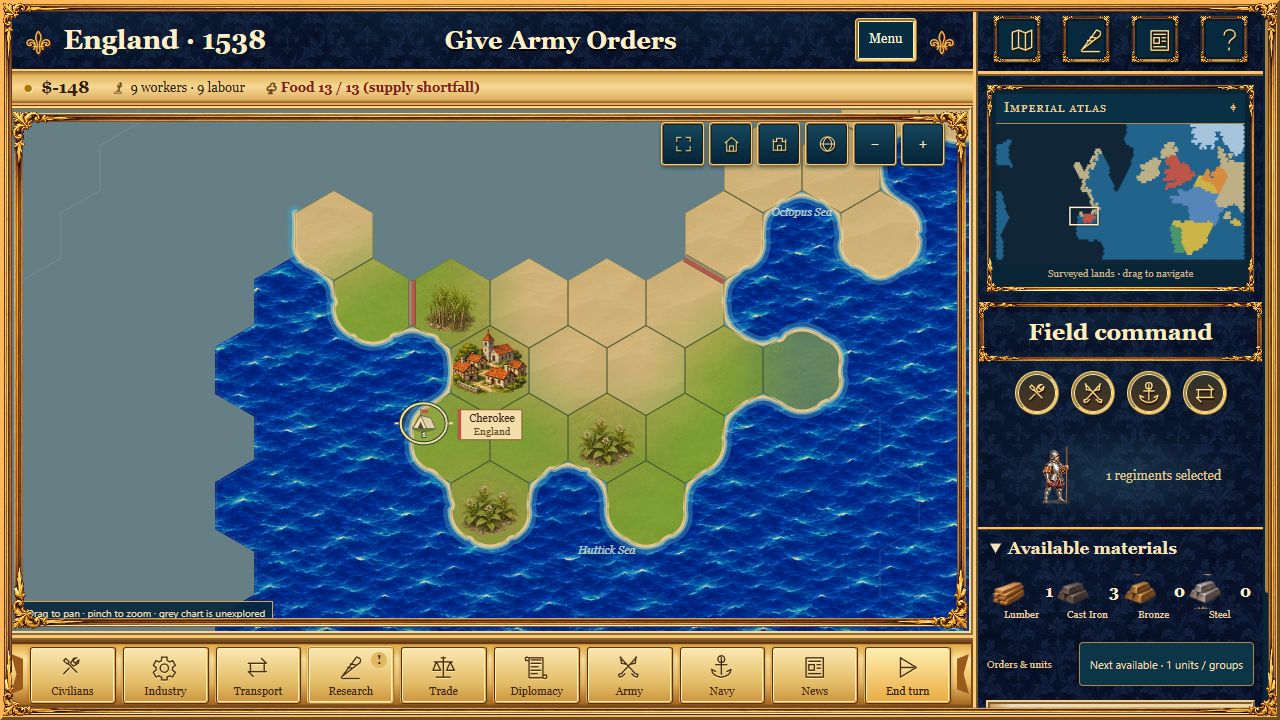 England · 1538
Give Army Orders
Menu
?
$-148
9 workers · 9 labour
Food 13 / 13 (supply shortfall)
Imperial atlas
Surveyed lands · drag to navigate
−
+
Octopus Sea
Cherokee
England
1
Huttick Sea
Drag to pan · pinch to zoom · grey chart is unexplored
Field command
1 regiments selected
▼ Available materials
1 3 0 0
Lumber Cast Iron Bronze Steel
Orders & units
Next available · 1 units / groups
!
Civilians Industry Transport Research Trade Diplomacy Army Navy News End turn